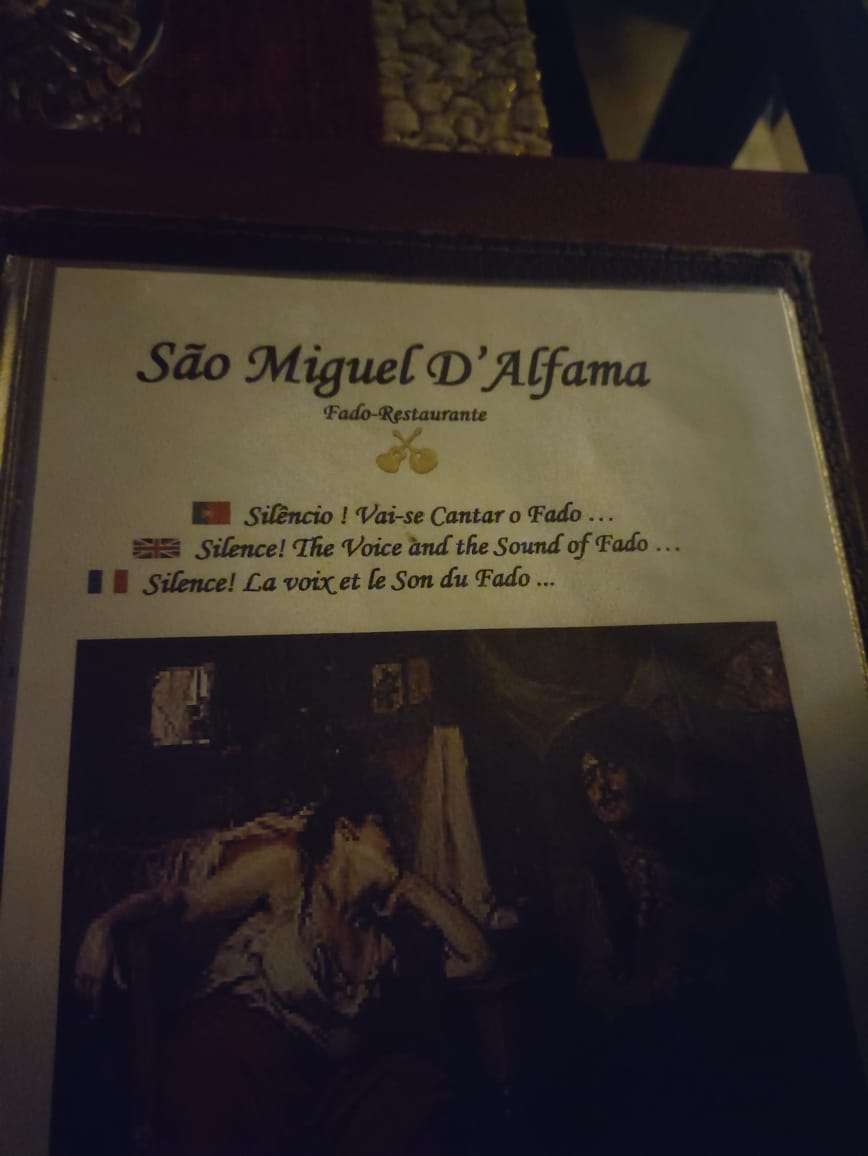 São Miguel D'Alfama
Fado-Restaurante
Silêncio ! Vai-se Cantar o Fado ...
Silence! The Voice and the Sound of Fado ...
Silence! La voix et le Son du Fado ...